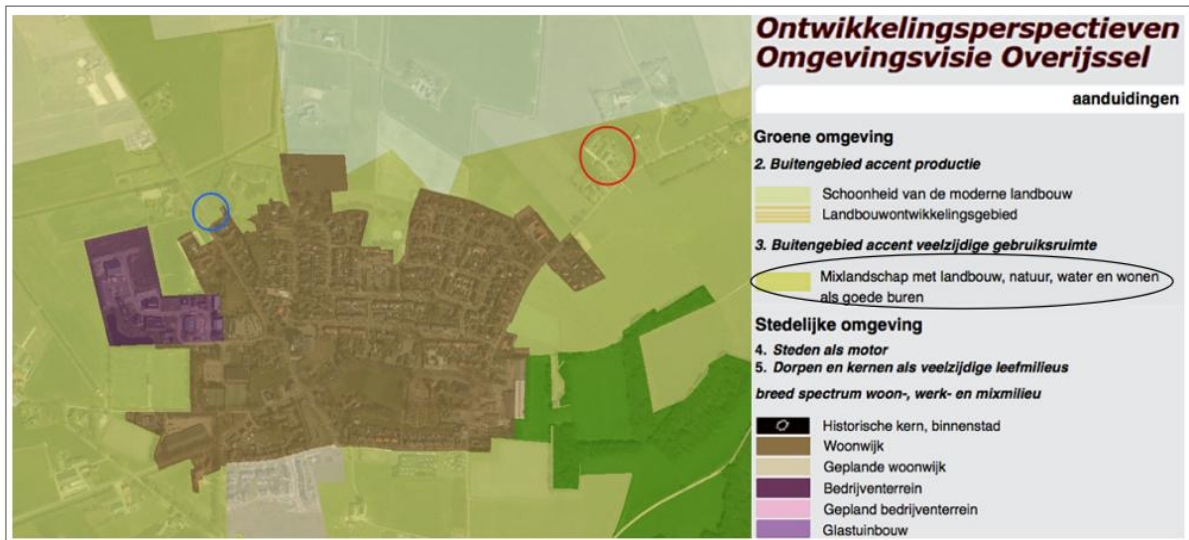 Ontwikkelingsperspectieven
Omgevingsvisie Overijssel
aanduidingen
Groene omgeving
2. Buitengebied accent productie
Schoonheid van de moderne landbouw
Landbouwontwikkelingsgebied
3. Buitengebied accent veelzijdige gebruiksruimte
Mixlandschap met landbouw, natuur, water en wonen
als goede buren
Stedelijke omgeving
4. Steden als motor
5. Dorpen en kernen als veelzijdige leefmilieus
breed spectrum woon-, werk- en mixmilieu
Historische kern, binnenstad
Woonwijk
Geplande woonwijk
Bedrijventerrein
Gepland bedrijventerrein
Glastuinbouw